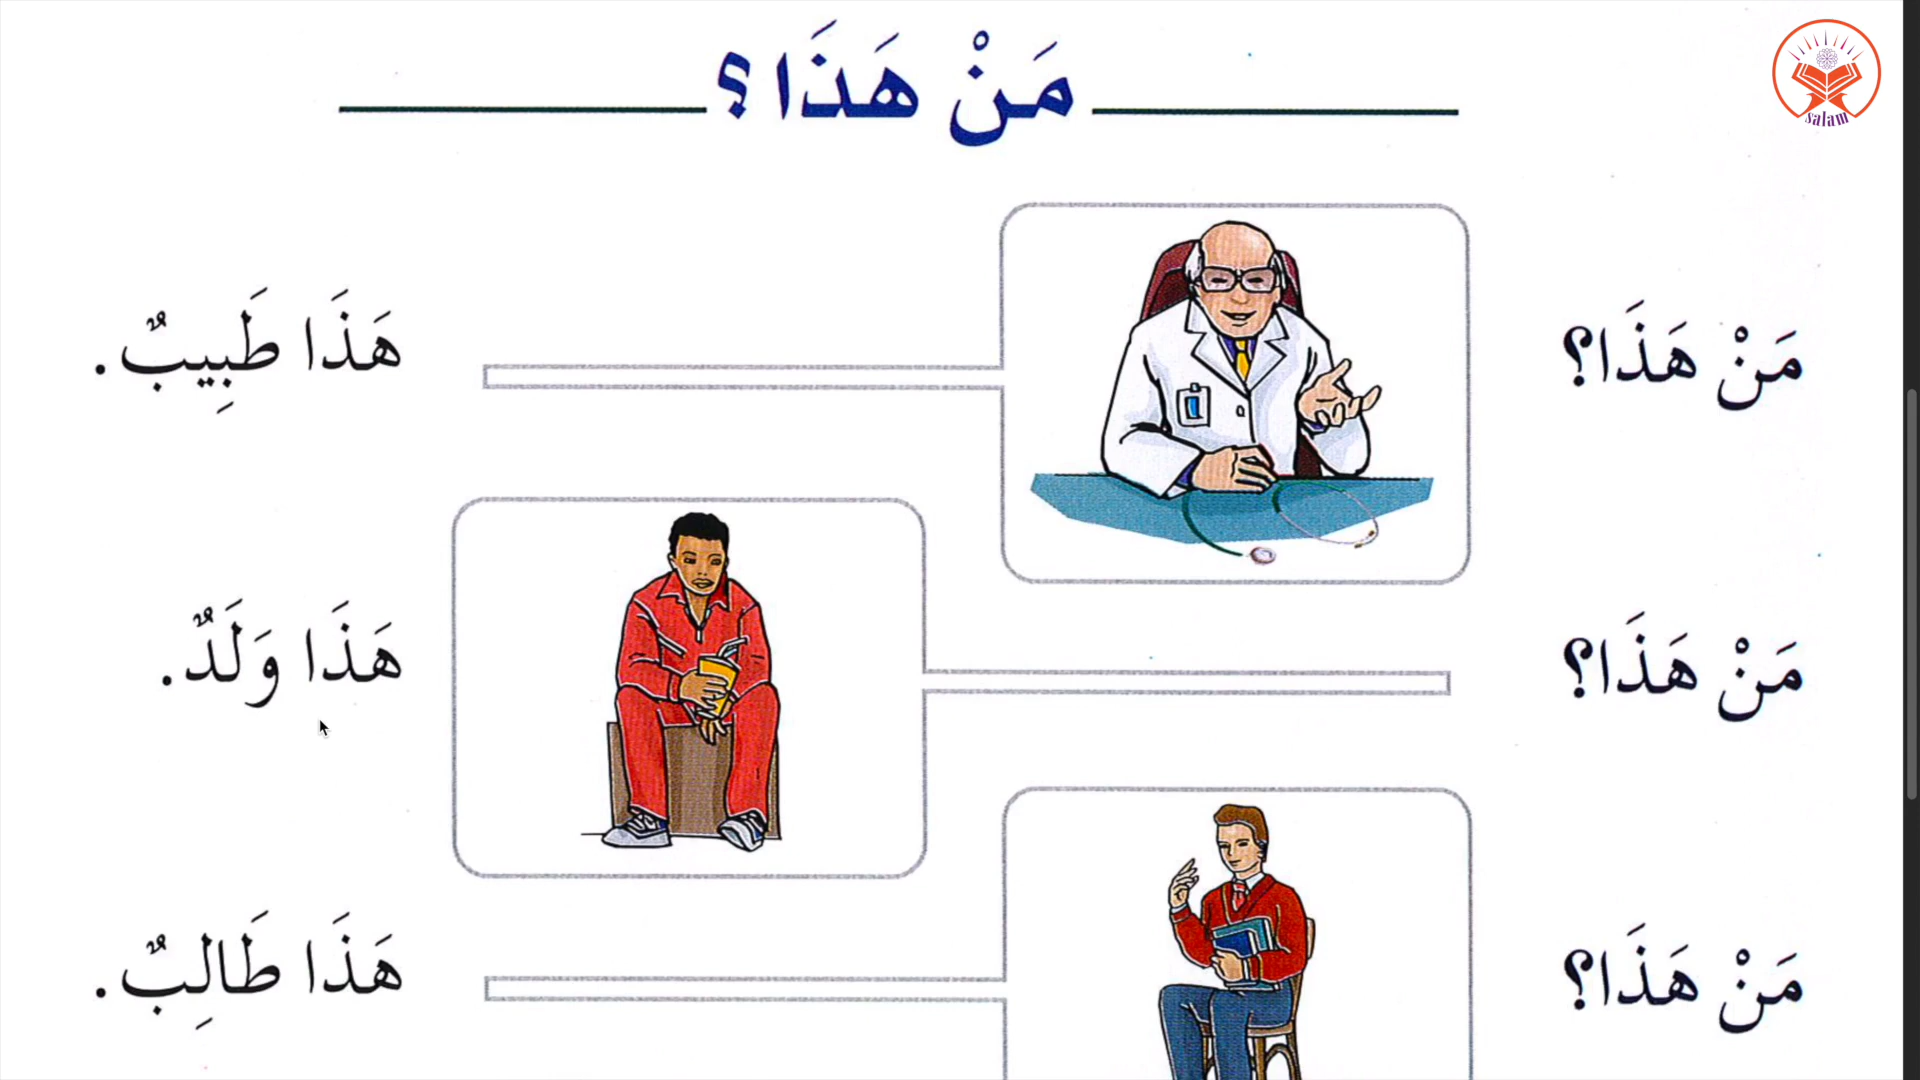 مَنْ هَذَا ؟
salam
مَنْ هَذَا؟
هَذَا طَبِيبٌ .
مَنْ هَذَا؟
هَذَا وَلَدٌ .
مَنْ هَذَا؟
هَذَا طَالِبٌ .